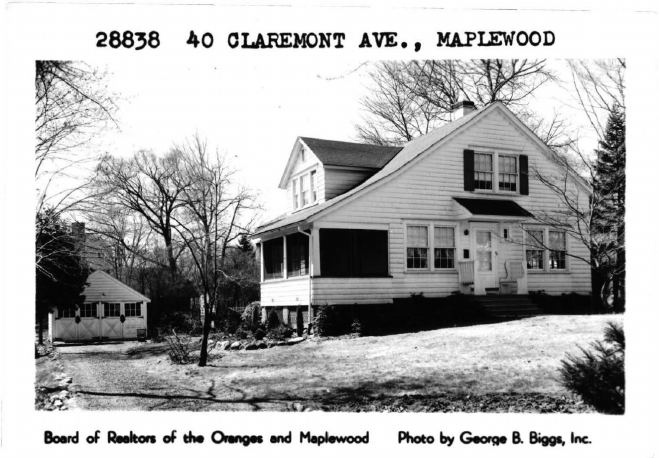 28838 40 CLAREMONT AVE., MAPLEWOOD
Board of Realtors of the Oranges and Maplewood Photo by George B. Biggs, Inc.